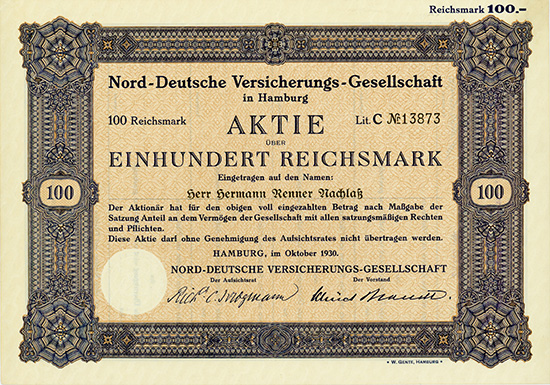 Reichsmark 100.–
Nord-Deutsche Versicherungs-Gesellschaft
in Hamburg
100 Reichsmark
AKTIE
Lit. C №13873
ÜBER
EINHUNDERT REICHSMARK
Eingetragen auf den Namen:
Herr Hermann Renner Nachlaß
100
100
Der Aktionär hat für den obigen voll eingezahlten Betrag nach Maßgabe der
Satzung Anteil an dem Vermögen der Gesellschaft mit allen satzungsmäßigen Rechten
und Pflichten.
Diese Aktie darf ohne Genehmigung des Aufsichtsrates nicht übertragen werden.
HAMBURG, im Oktober 1930.
NORD-DEUTSCHE VERSICHERUNGS-GESELLSCHAFT
Der Aufsichtsrat
Der Vorstand
W. GENTE, HAMBURG